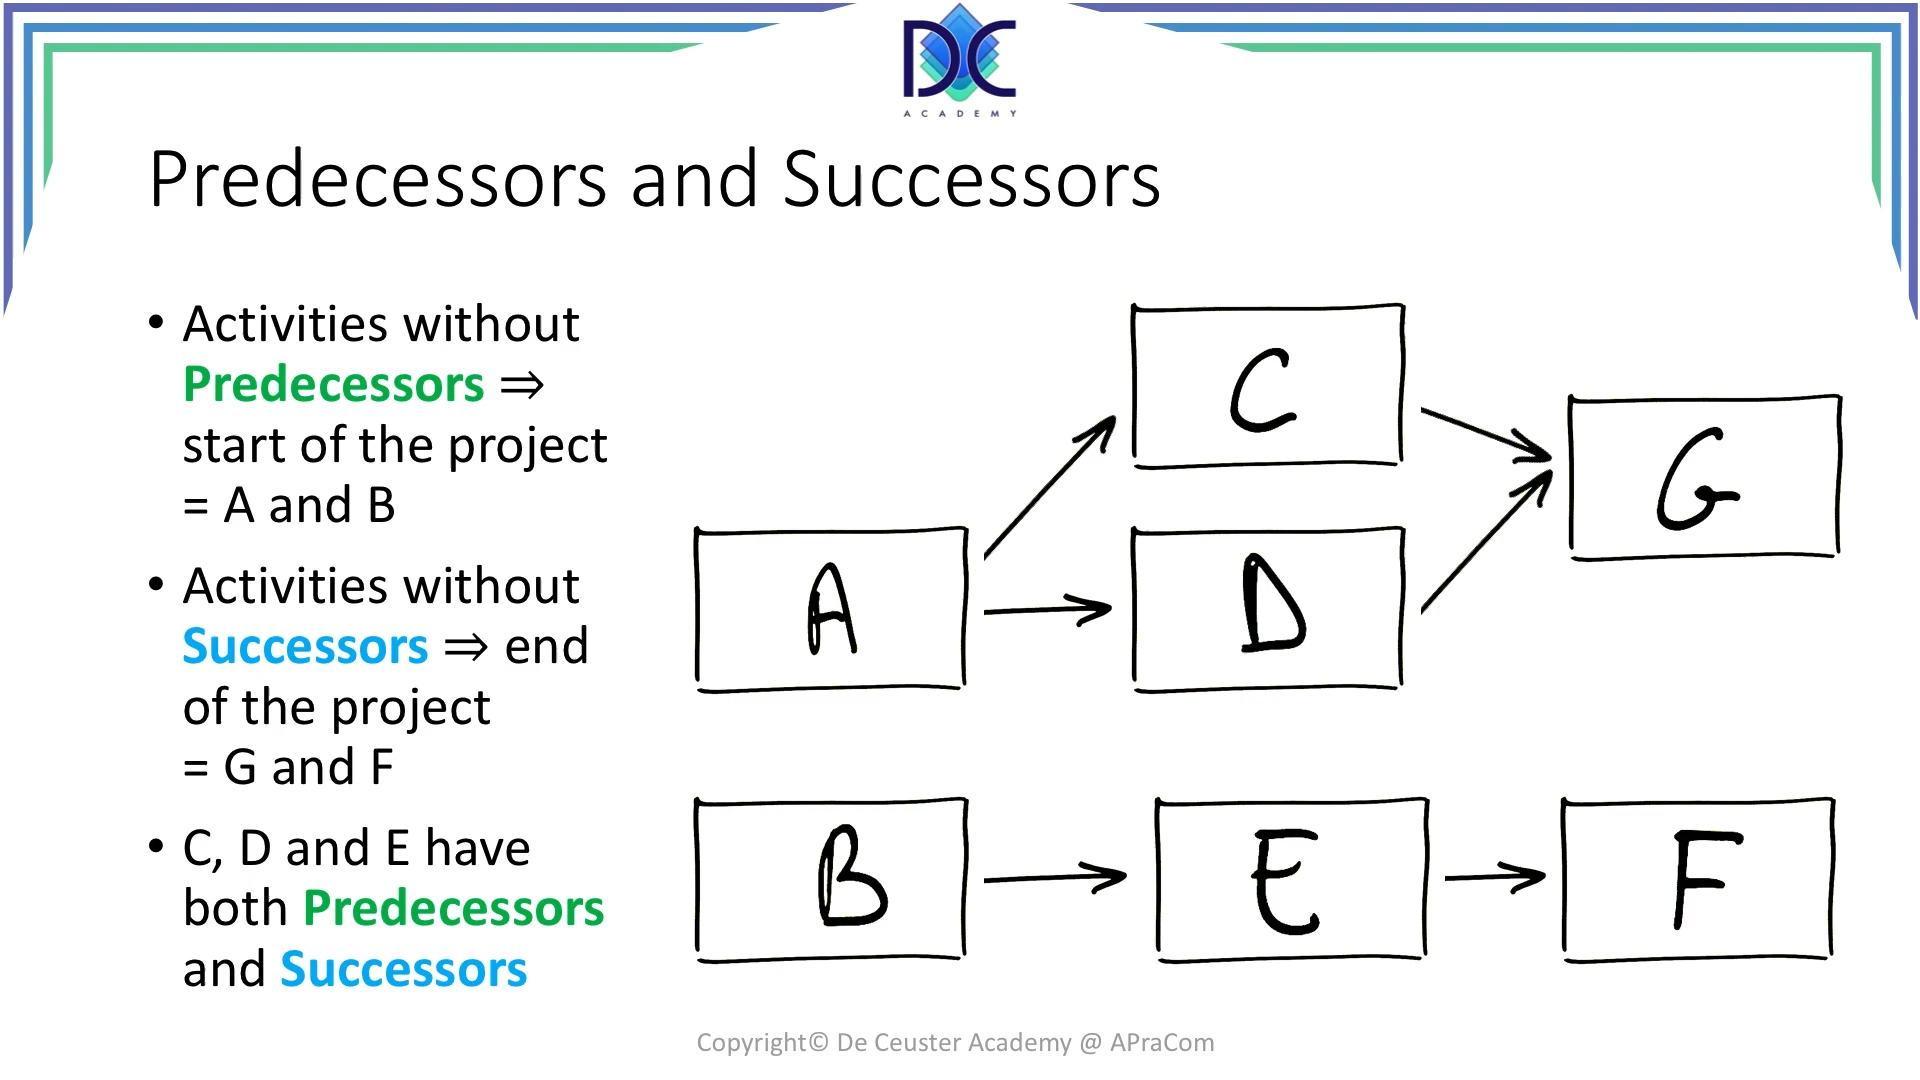 DC
ACADEMY
Predecessors and Successors
• Activities without
Predecessors ⇒
start of the project
= A and B
• Activities without
Successors ⇒ end
of the project
= G and F
• C, D and E have
both Predecessors
and Successors
C
G
A
D
B
E
F
Copyright© De Ceuster Academy @ APraCom